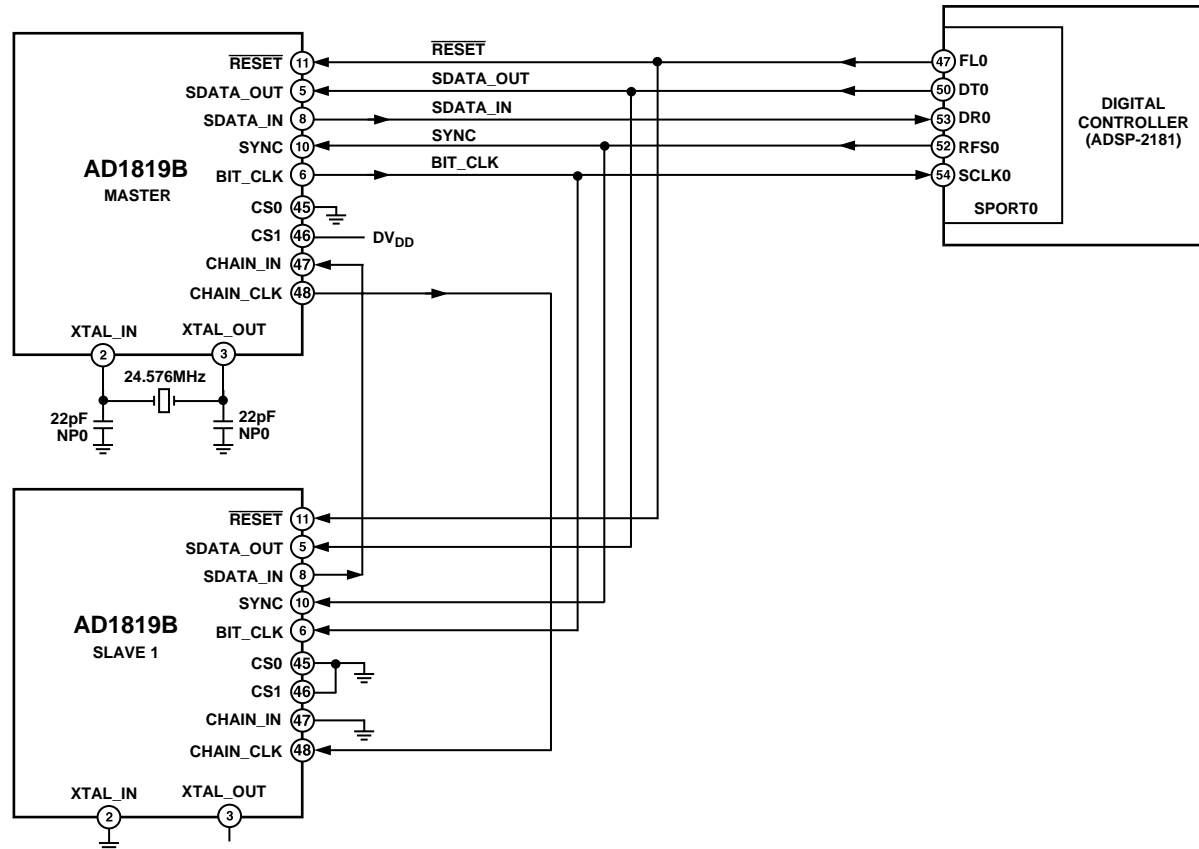 RESET 11
SDATA_OUT 5
SDATA_IN 8
SYNC 10
BIT_CLK 6
CS0 45
CS1 46
DV_DD
CHAIN_IN 47
CHAIN_CLK 48
AD1819B
MASTER
XTAL_IN
XTAL_OUT
2
3
24.576MHz
22pF
NP0
22pF
NP0
RESET
SDATA_OUT
SDATA_IN
SYNC
BIT_CLK
47 FL0
50 DT0
53 DR0
52 RFS0
54 SCLK0
SPORT0
DIGITAL
CONTROLLER
(ADSP-2181)
RESET 11
SDATA_OUT 5
SDATA_IN 8
SYNC 10
BIT_CLK 6
CS0 45
CS1 46
CHAIN_IN 47
CHAIN_CLK 48
AD1819B
SLAVE 1
XTAL_IN
XTAL_OUT
2
3